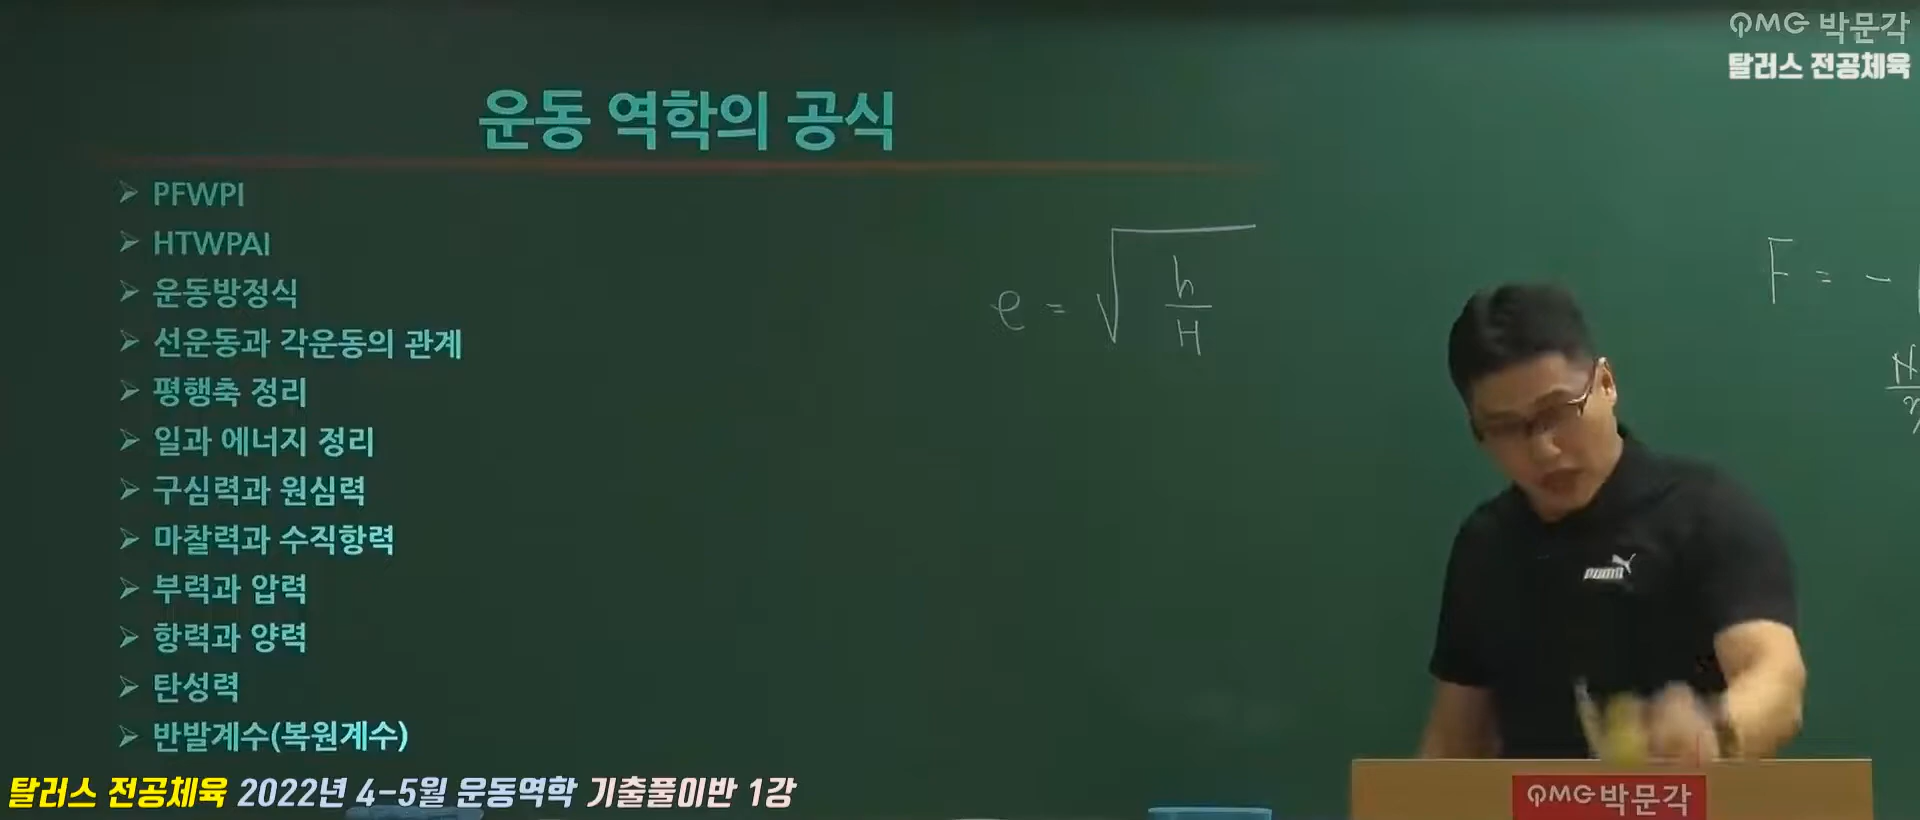 PMG 박문각
탈러스 전공체육
운동 역학의 공식
➢ PFWPI
➢ HTWPAI
➢ 운동방정식
➢ 선운동과 각운동의 관계
➢ 평행축 정리
➢ 일과 에너지 정리
➢ 구심력과 원심력
➢ 마찰력과 수직항력
➢ 부력과 압력
➢ 항력과 양력
➢ 탄성력
➢ 반발계수(복원계수)
e = √(h/H)
F = -
N
puma
PMG 박문각
탈러스 전공체육 2022년 4-5월 운동역학 기출풀이반 1강